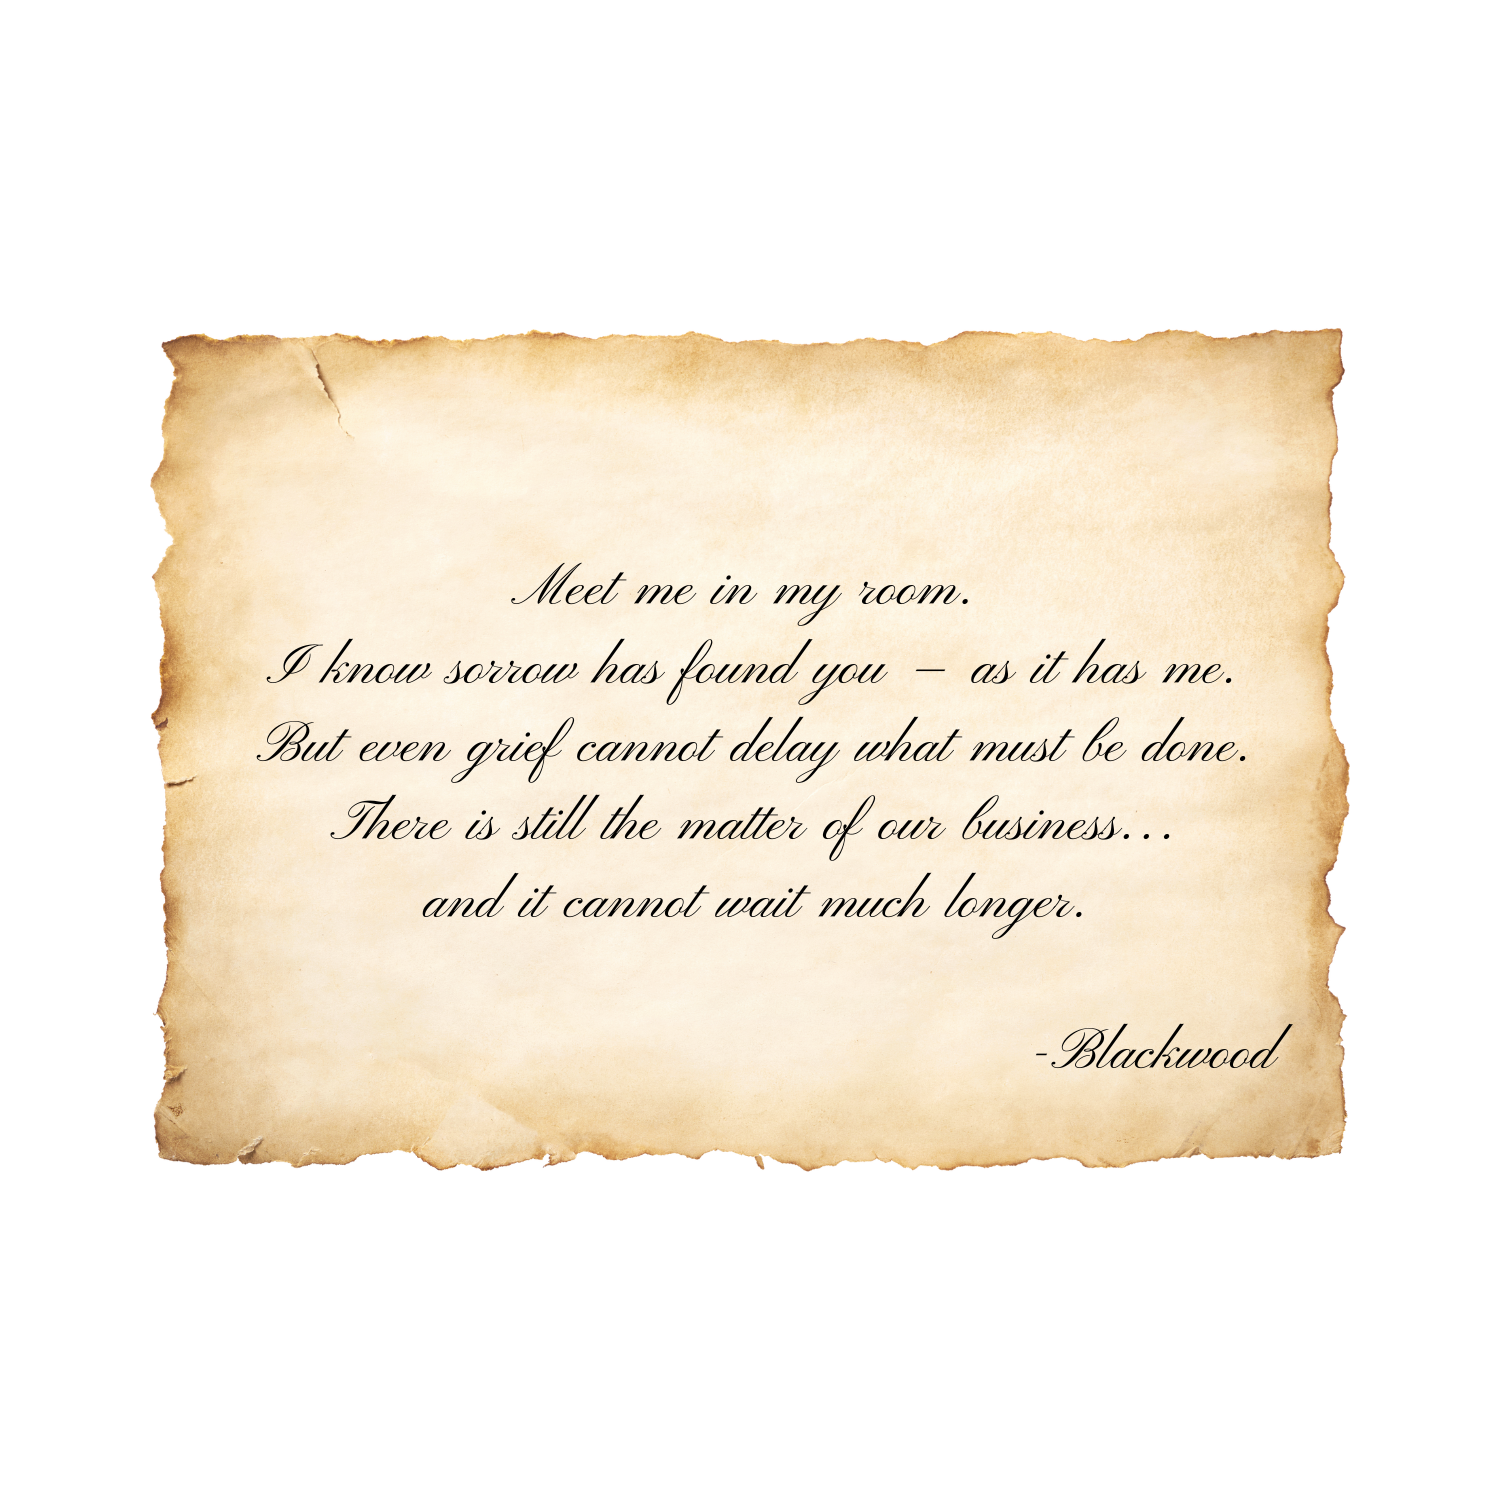 Meet me in my room.
I know sorrow has found you – as it has me.
But even grief cannot delay what must be done.
There is still the matter of our business...
and it cannot wait much longer.
-Blackwood